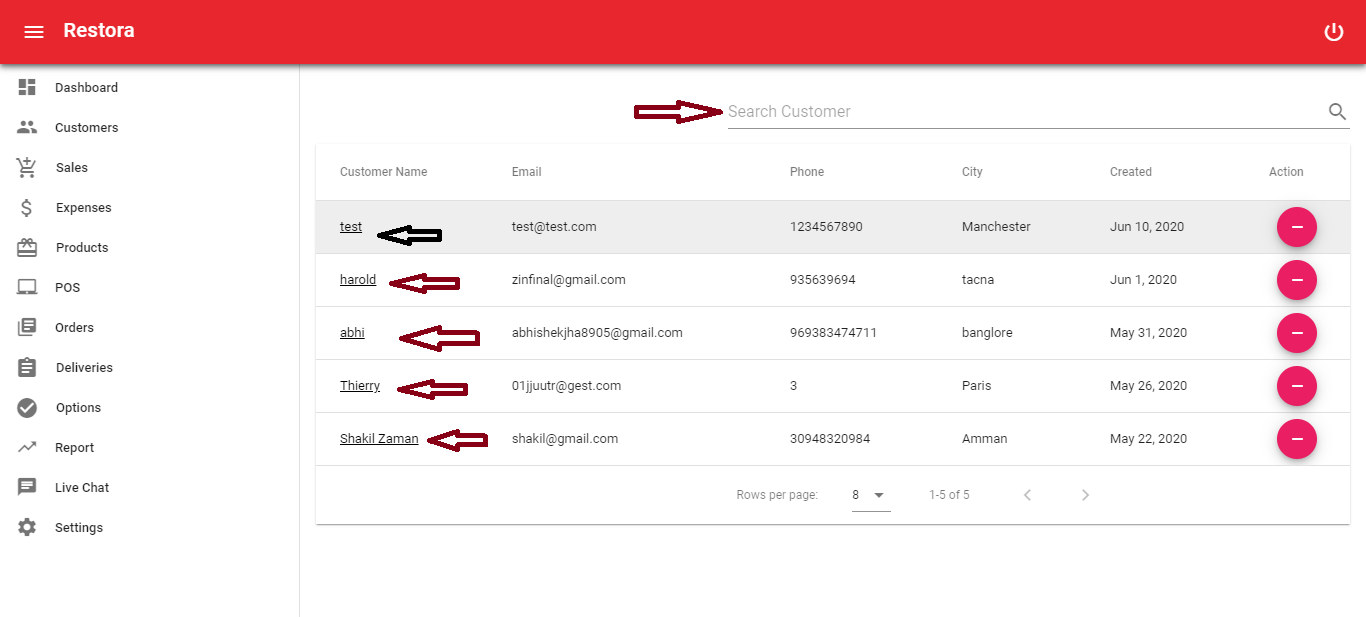 Restora
Dashboard
Customers
Sales
Expenses
Products
POS
Orders
Deliveries
Options
Report
Live Chat
Settings
Search Customer
Customer Name Email Phone City Created Action
test test@test.com 1234567890 Manchester Jun 10, 2020
harold zinfinal@gmail.com 935639694 tacna Jun 1, 2020
abhi abhishekjha8905@gmail.com 969383474711 banglore May 31, 2020
Thierry 01jjuutr@gest.com 3 Paris May 26, 2020
Shakil Zaman shakil@gmail.com 30948320984 Amman May 22, 2020
Rows per page: 8 1-5 of 5